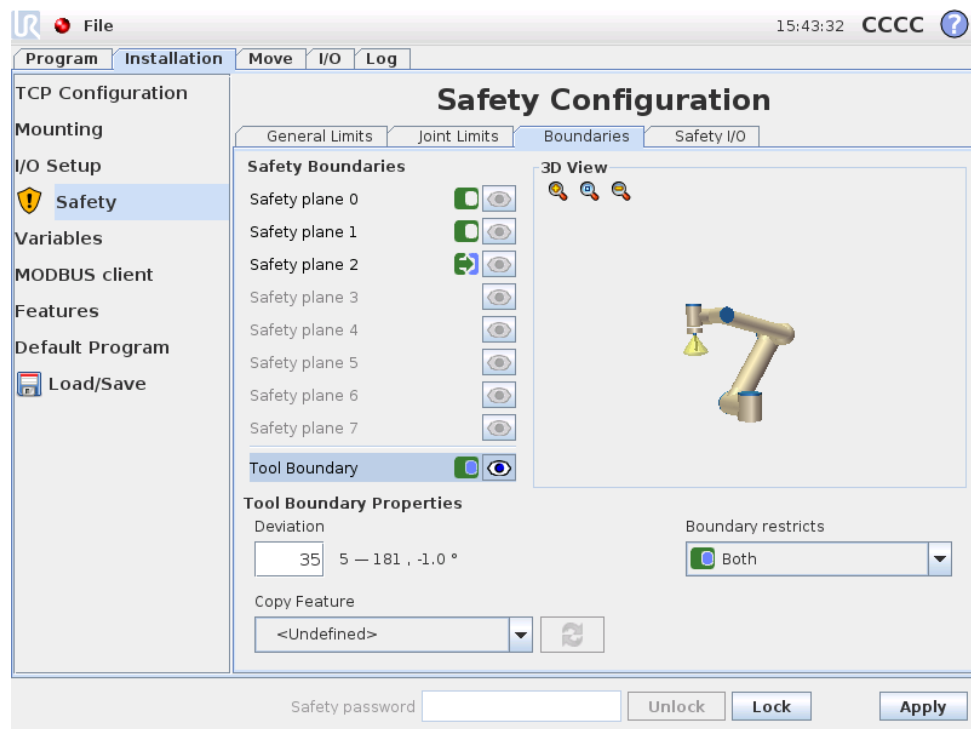 UR File 15:43:32 CCCC ?
Program Installation Move I/O Log
TCP Configuration
Mounting
I/O Setup
Safety
Variables
MODBUS client
Features
Default Program
Load/Save
Safety Configuration
General Limits Joint Limits Boundaries Safety I/O
Safety Boundaries
Safety plane 0
Safety plane 1
Safety plane 2
Safety plane 3
Safety plane 4
Safety plane 5
Safety plane 6
Safety plane 7
Tool Boundary
3D View
Tool Boundary Properties
Deviation
35 5 — 181 , -1.0 °
Boundary restricts
Both
Copy Feature
<Undefined>
Safety password Unlock Lock Apply